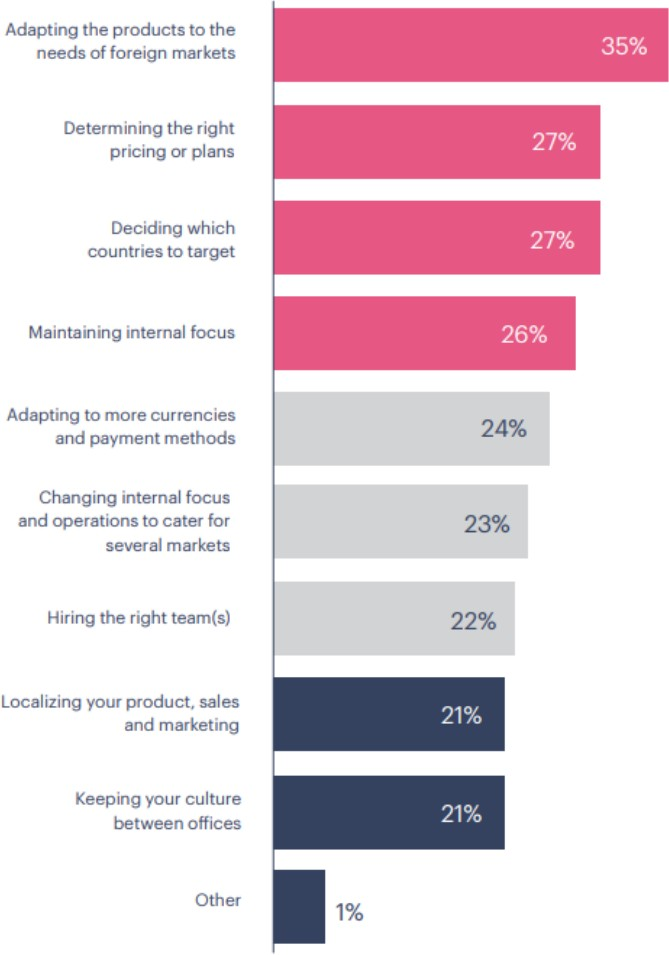 Adapting the products to the
needs of foreign markets
35%
Determining the right
pricing or plans
27%
Deciding which
countries to target
27%
Maintaining internal focus
26%
Adapting to more currencies
and payment methods
24%
Changing internal focus
and operations to cater for
several markets
23%
Hiring the right team(s)
22%
Localizing your product, sales
and marketing
21%
Keeping your culture
between offices
21%
Other
1%